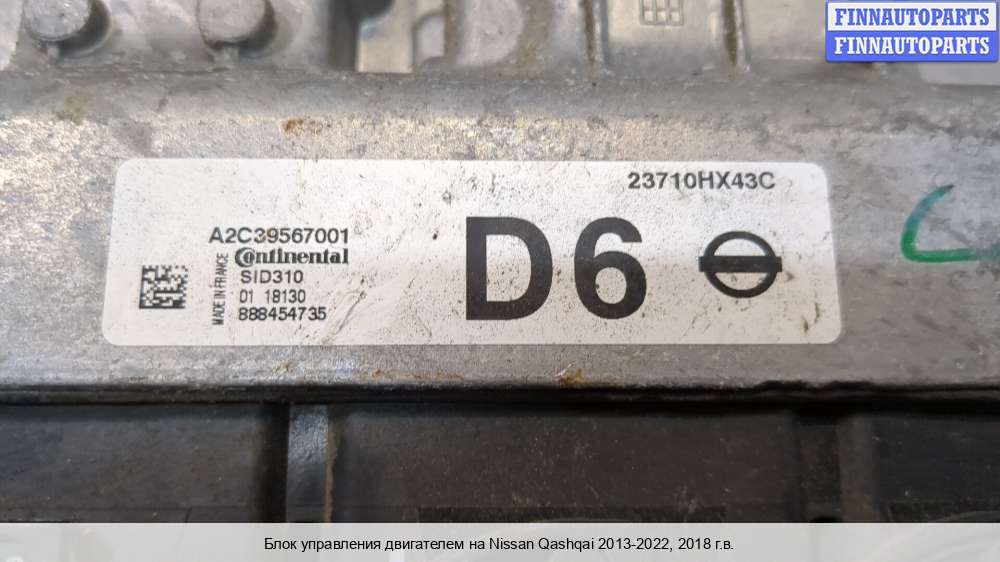 FINNAUTOPARTS
FINNAUTOPARTS
23710HX43C
A2C39567001
Continental
SID310
01 18130
888454735
MADE IN FRANCE
D6
Блок управления двигателем на Nissan Qashqai 2013-2022, 2018 г.в.